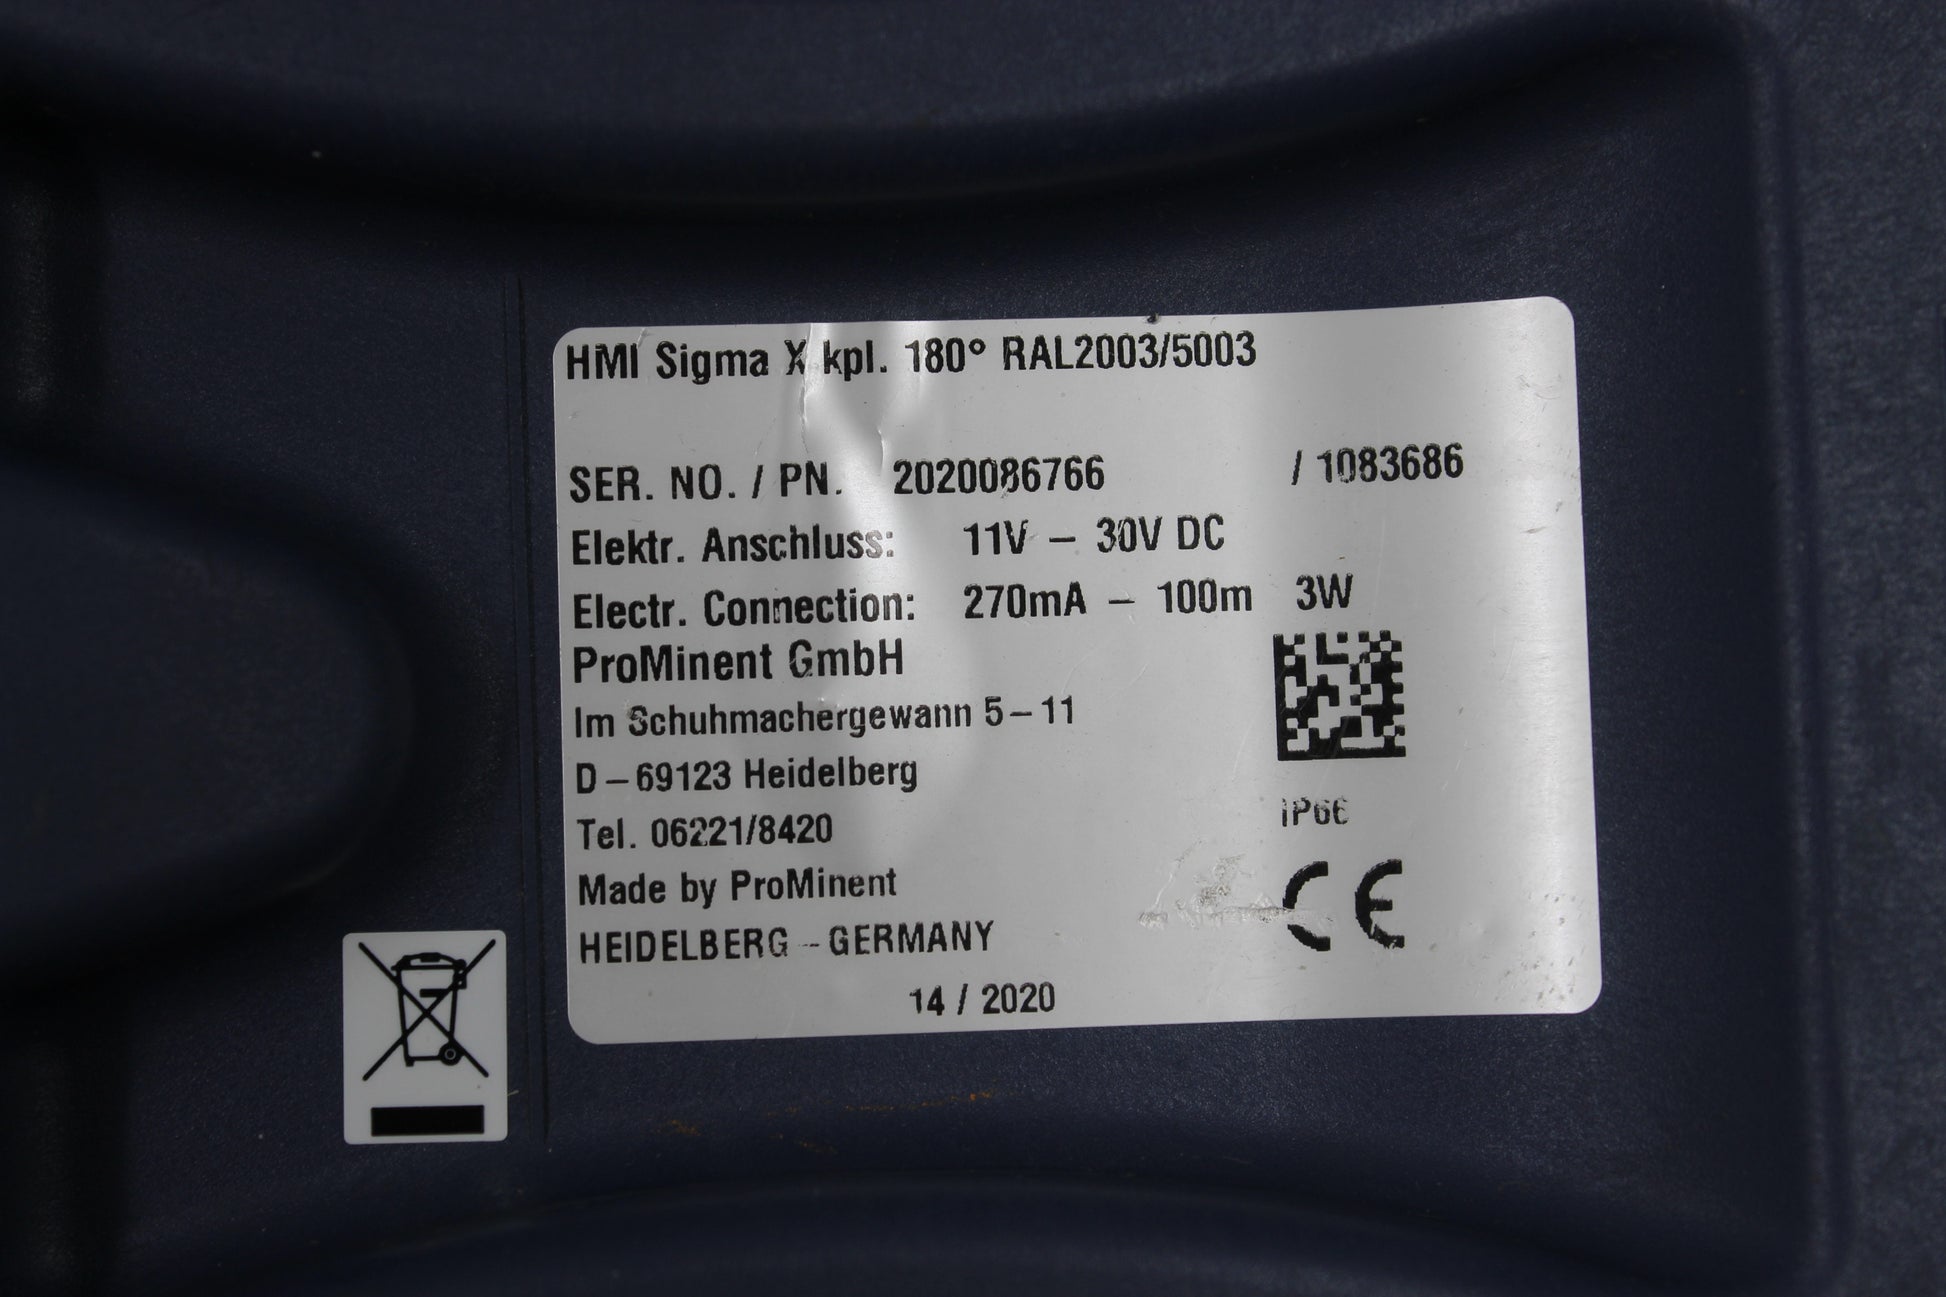 HMI Sigma X kpl. 180° RAL2003/5003
SER. NO. / PN. 2020086766 / 1083686
Elektr. Anschluss: 11V – 30V DC
Electr. Connection: 270mA – 100m 3W
ProMinent GmbH
Im Schuhmachergewann 5 – 11
D – 69123 Heidelberg
Tel. 06221/8420
Made by ProMinent
HEIDELBERG - GERMANY
14 / 2020
IP66
CE